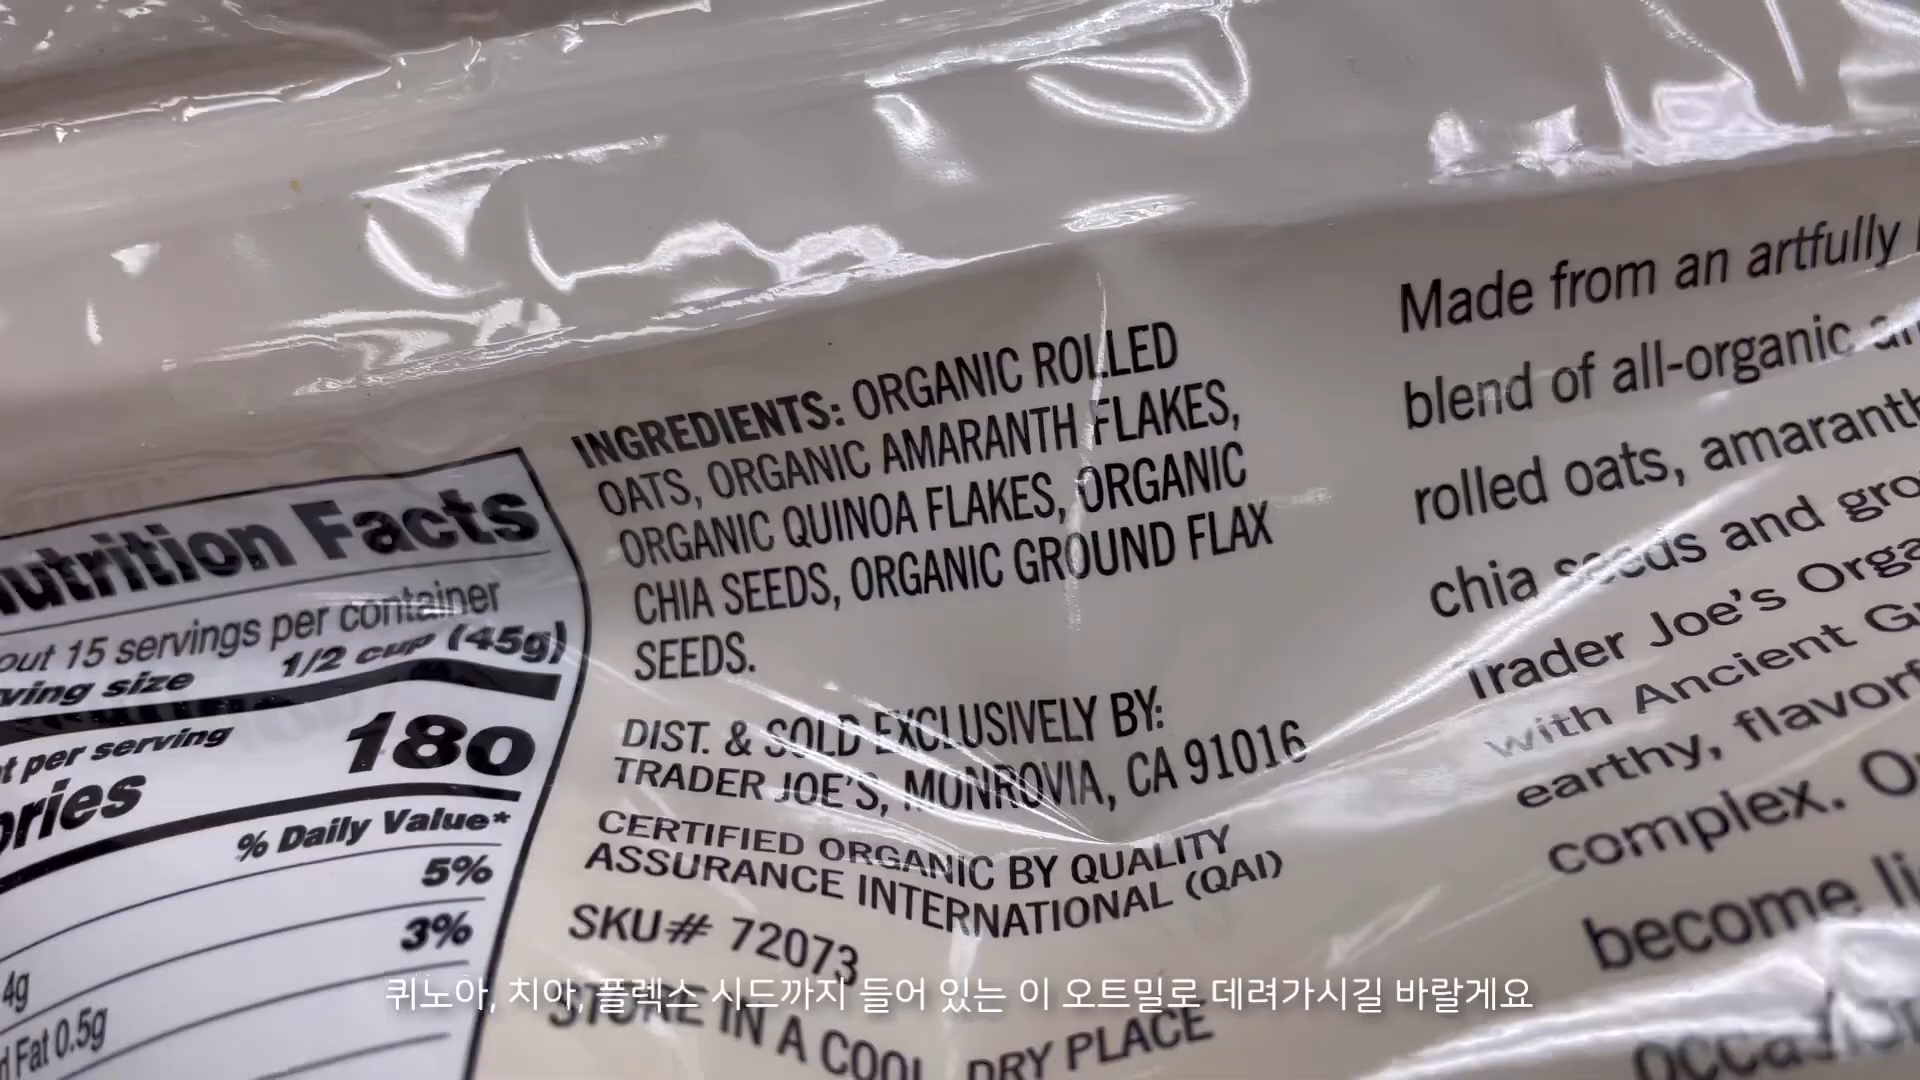 Nutrition Facts
out 15 servings per container
ving size 1/2 cup (45g)
t per serving
ories 180
% Daily Value*
5%
3%
4g
d Fat 0.5g
INGREDIENTS: ORGANIC ROLLED
OATS, ORGANIC AMARANTH FLAKES,
ORGANIC QUINOA FLAKES, ORGANIC
CHIA SEEDS, ORGANIC GROUND FLAX
SEEDS.
DIST. & SOLD EXCLUSIVELY BY:
TRADER JOE'S, MONROVIA, CA 91016
CERTIFIED ORGANIC BY QUALITY
ASSURANCE INTERNATIONAL (QAI)
SKU# 72073
STORE IN A COOL DRY PLACE
Made from an artfully
blend of all-organic an
rolled oats, amaranth
chia seeds and gro
Trader Joe's Orga
with Ancient G
earthy, flavorf
complex. O
become li
occasion
퀴노아, 치아, 플렉스 시드까지 들어 있는 이 오트밀로 데려가시길 바랄게요